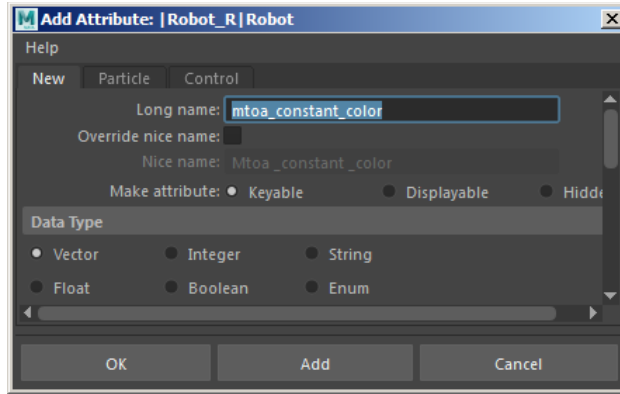 Add Attribute: |Robot_R|Robot
Help
New Particle Control
Long name: mtoa_constant_color
Override nice name:
Nice name: Mtoa _constant _color
Make attribute: Keyable Displayable Hidde
Data Type
Vector Integer String
Float Boolean Enum
OK Add Cancel